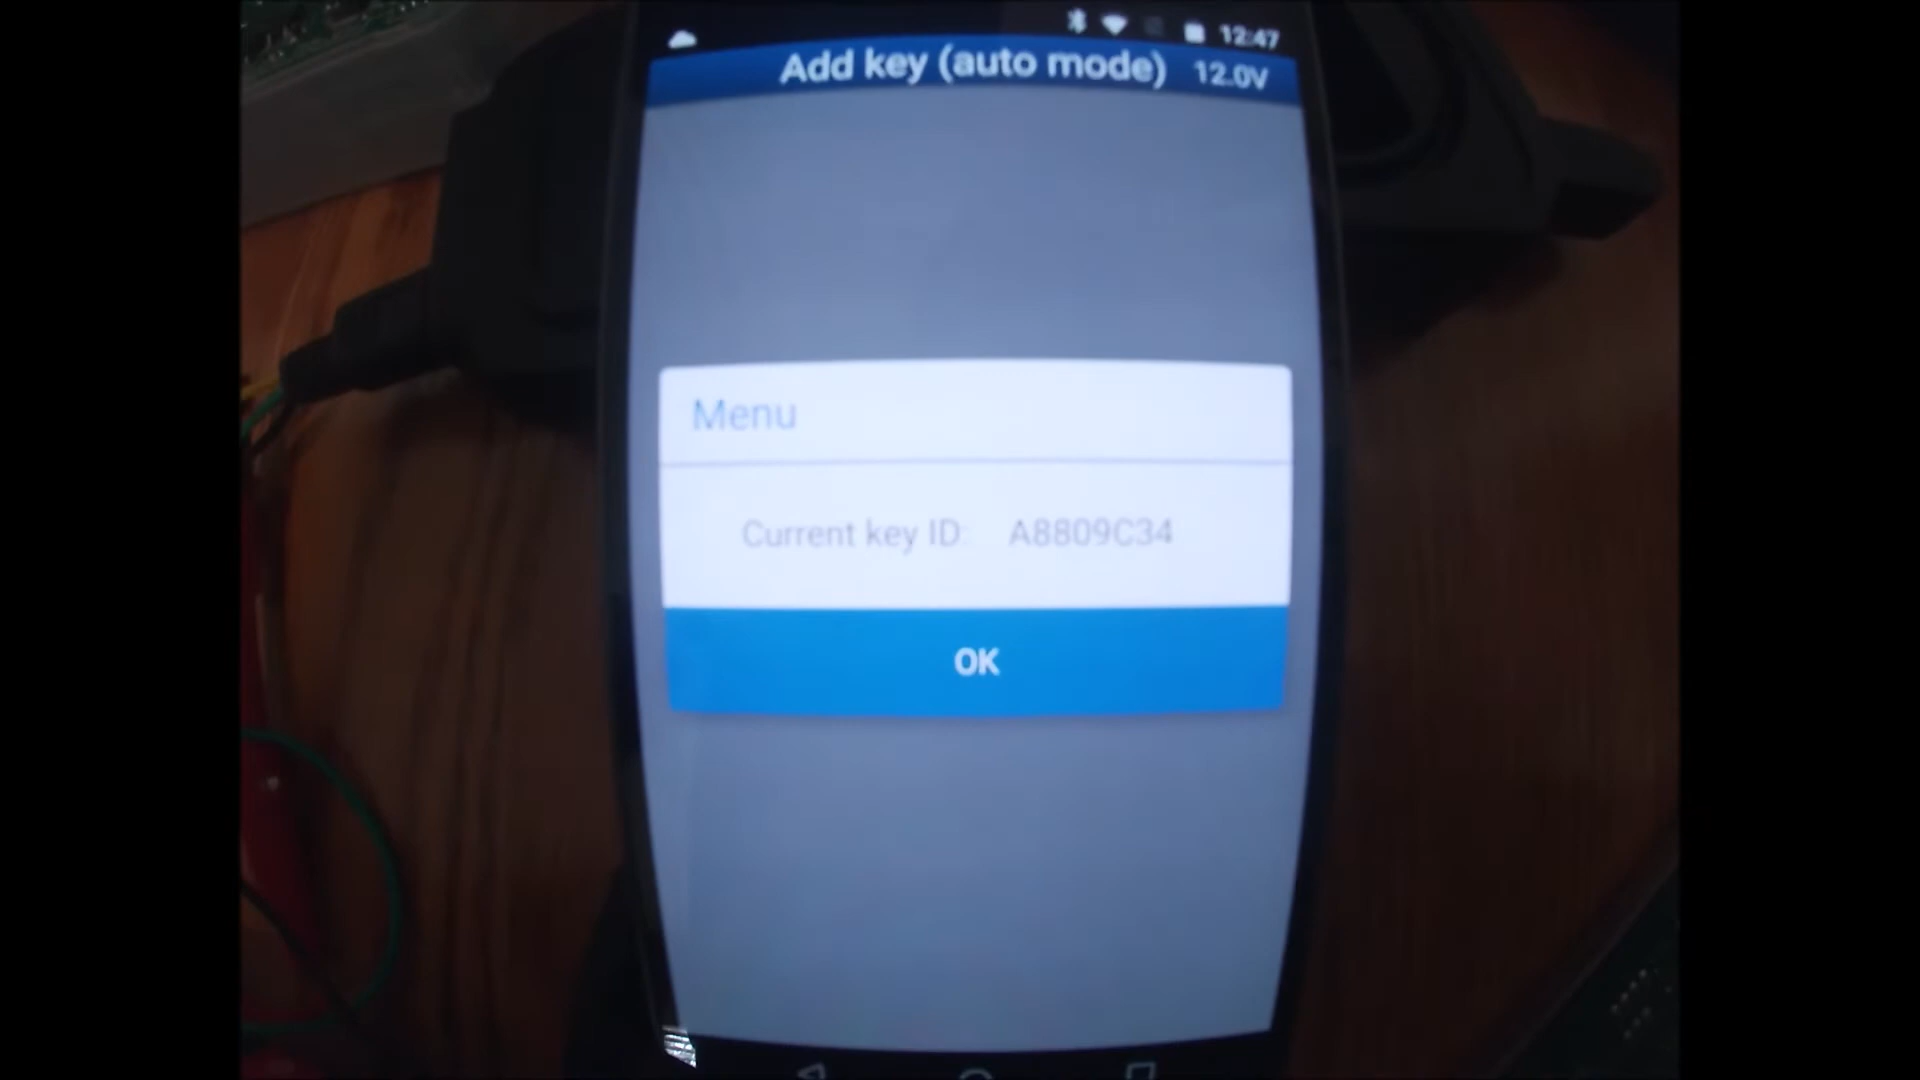 12:47
Add key (auto mode) 12.0V
Menu
Current key ID: A8809C34
OK